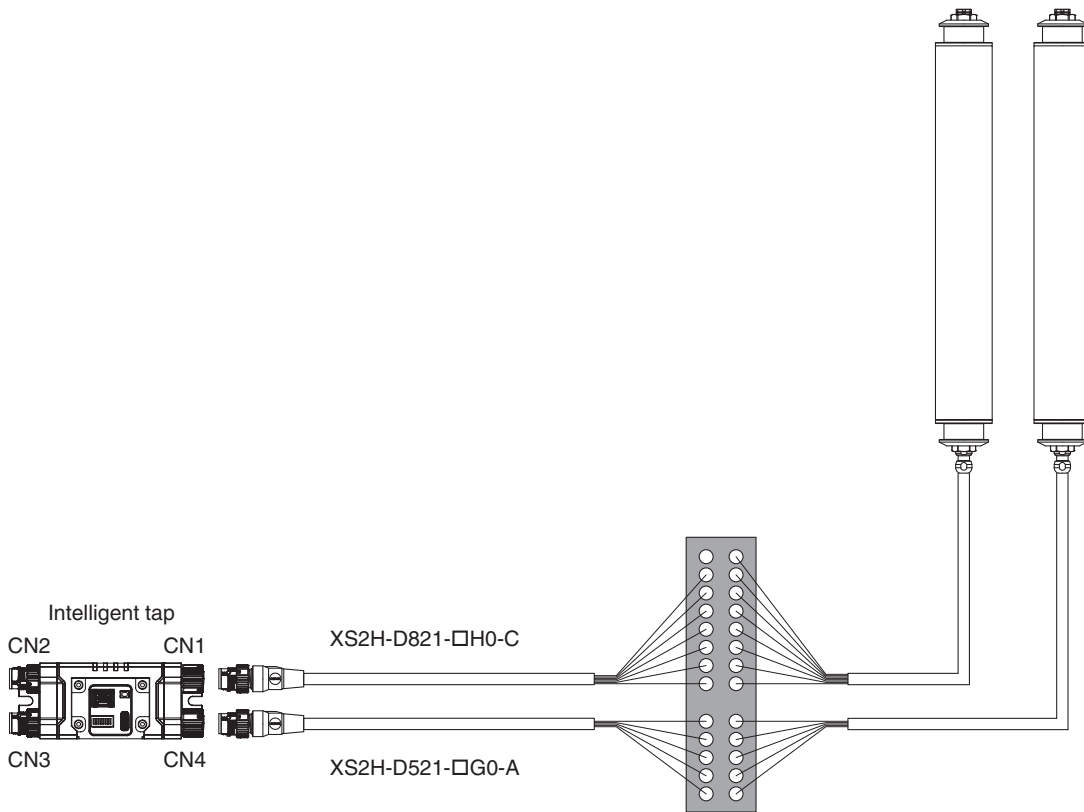 Intelligent tap
CN2 CN1
XS2H-D821-□H0-C
CN3 CN4
XS2H-D521-□G0-A